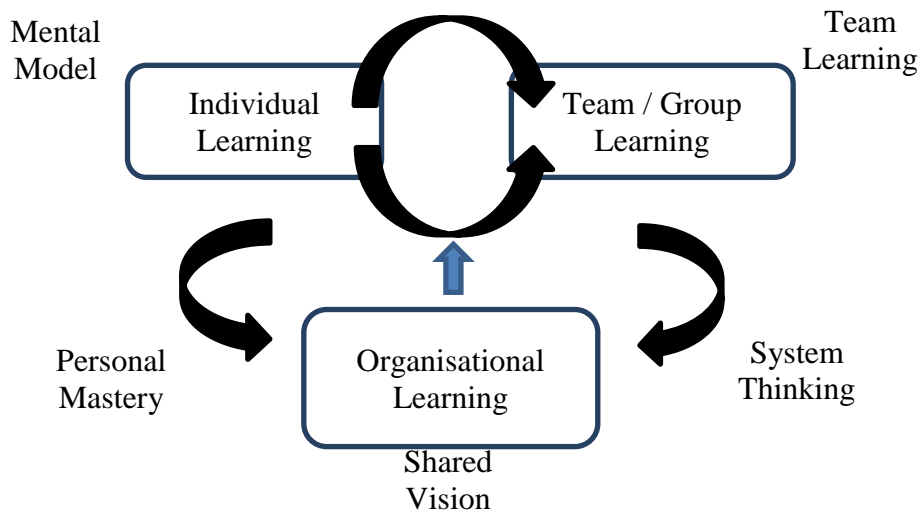 Mental
Model
Team
Learning
Individual
Learning
Team / Group
Learning
Personal
Mastery
Organisational
Learning
System
Thinking
Shared
Vision